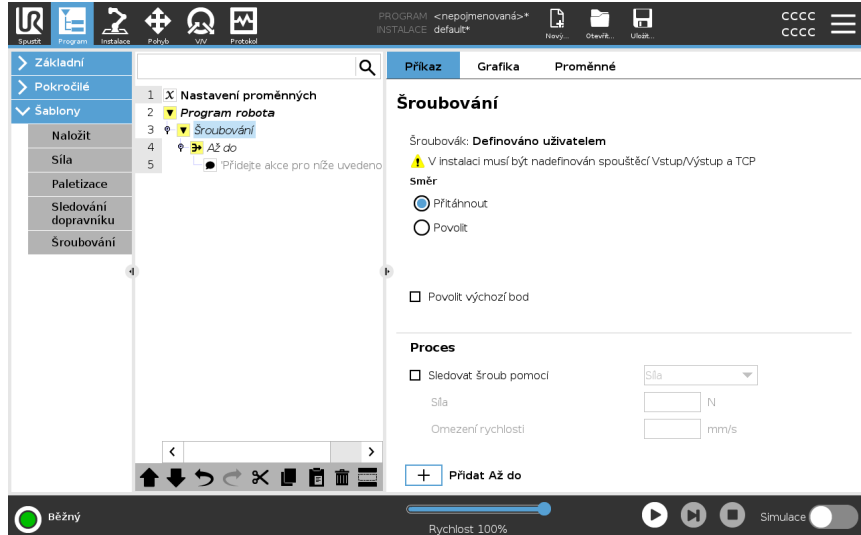 PROGRAM <nepojmenovaná>*
INSTALACE default*
UR
Spustit
Program
Instalace
Pohyb
V/V
Protokol
Nový...
Otevřít...
Uložit...
CCCC
CCCC
Základní
Pokročilé
Šablony
Naložit
Síla
Paletizace
Sledování
dopravníku
Šroubování
1 X Nastavení proměnných
2 Program robota
3 Šroubování
4 Až do
5 'Přidejte akce pro níže uvedeno
Příkaz Grafika Proměnné
Šroubování
Šroubovák: Definováno uživatelem
V instalaci musí být nadefinován spouštěcí Vstup/Výstup a TCP
Směr
Přitáhnout
Povolit
Povolit výchozí bod
Proces
Sledovat šroub pomocí Síla
Síla N
Omezení rychlosti mm/s
+ Přidat Až do
Běžný
Rychlost 100%
Simulace